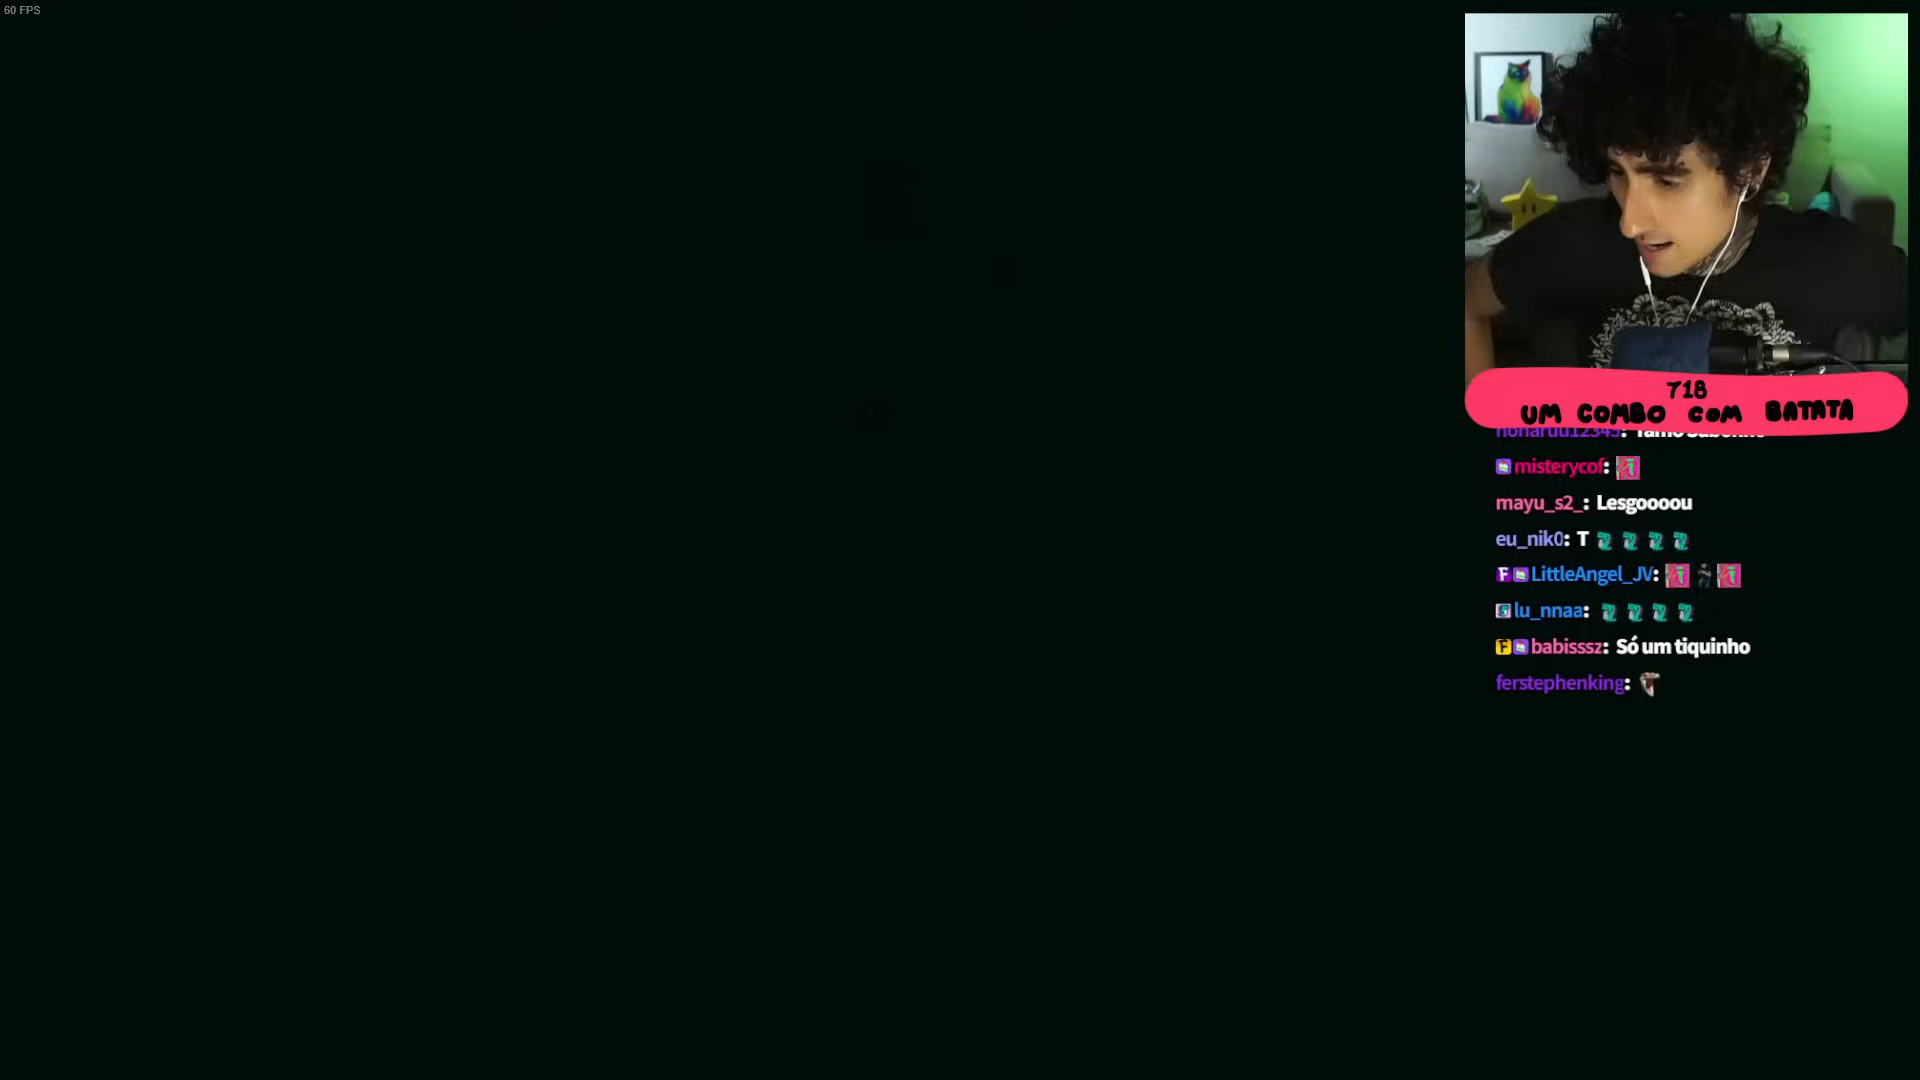 60 FPS
718
UM COMBO COM BATATA
misterycof:
mayu_s2_: Lesgoooou
eu_nik0: T
LittleAngel_JV:
lu_nnaa:
babisssz: Só um tiquinho
ferstephenking: